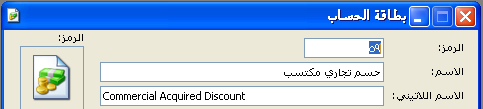 بطاقة الحساب
الرمز:
الرمز:
الاسم: حسم تجاري مكتسب
الاسم اللاتيني: Commercial Acquired Discount